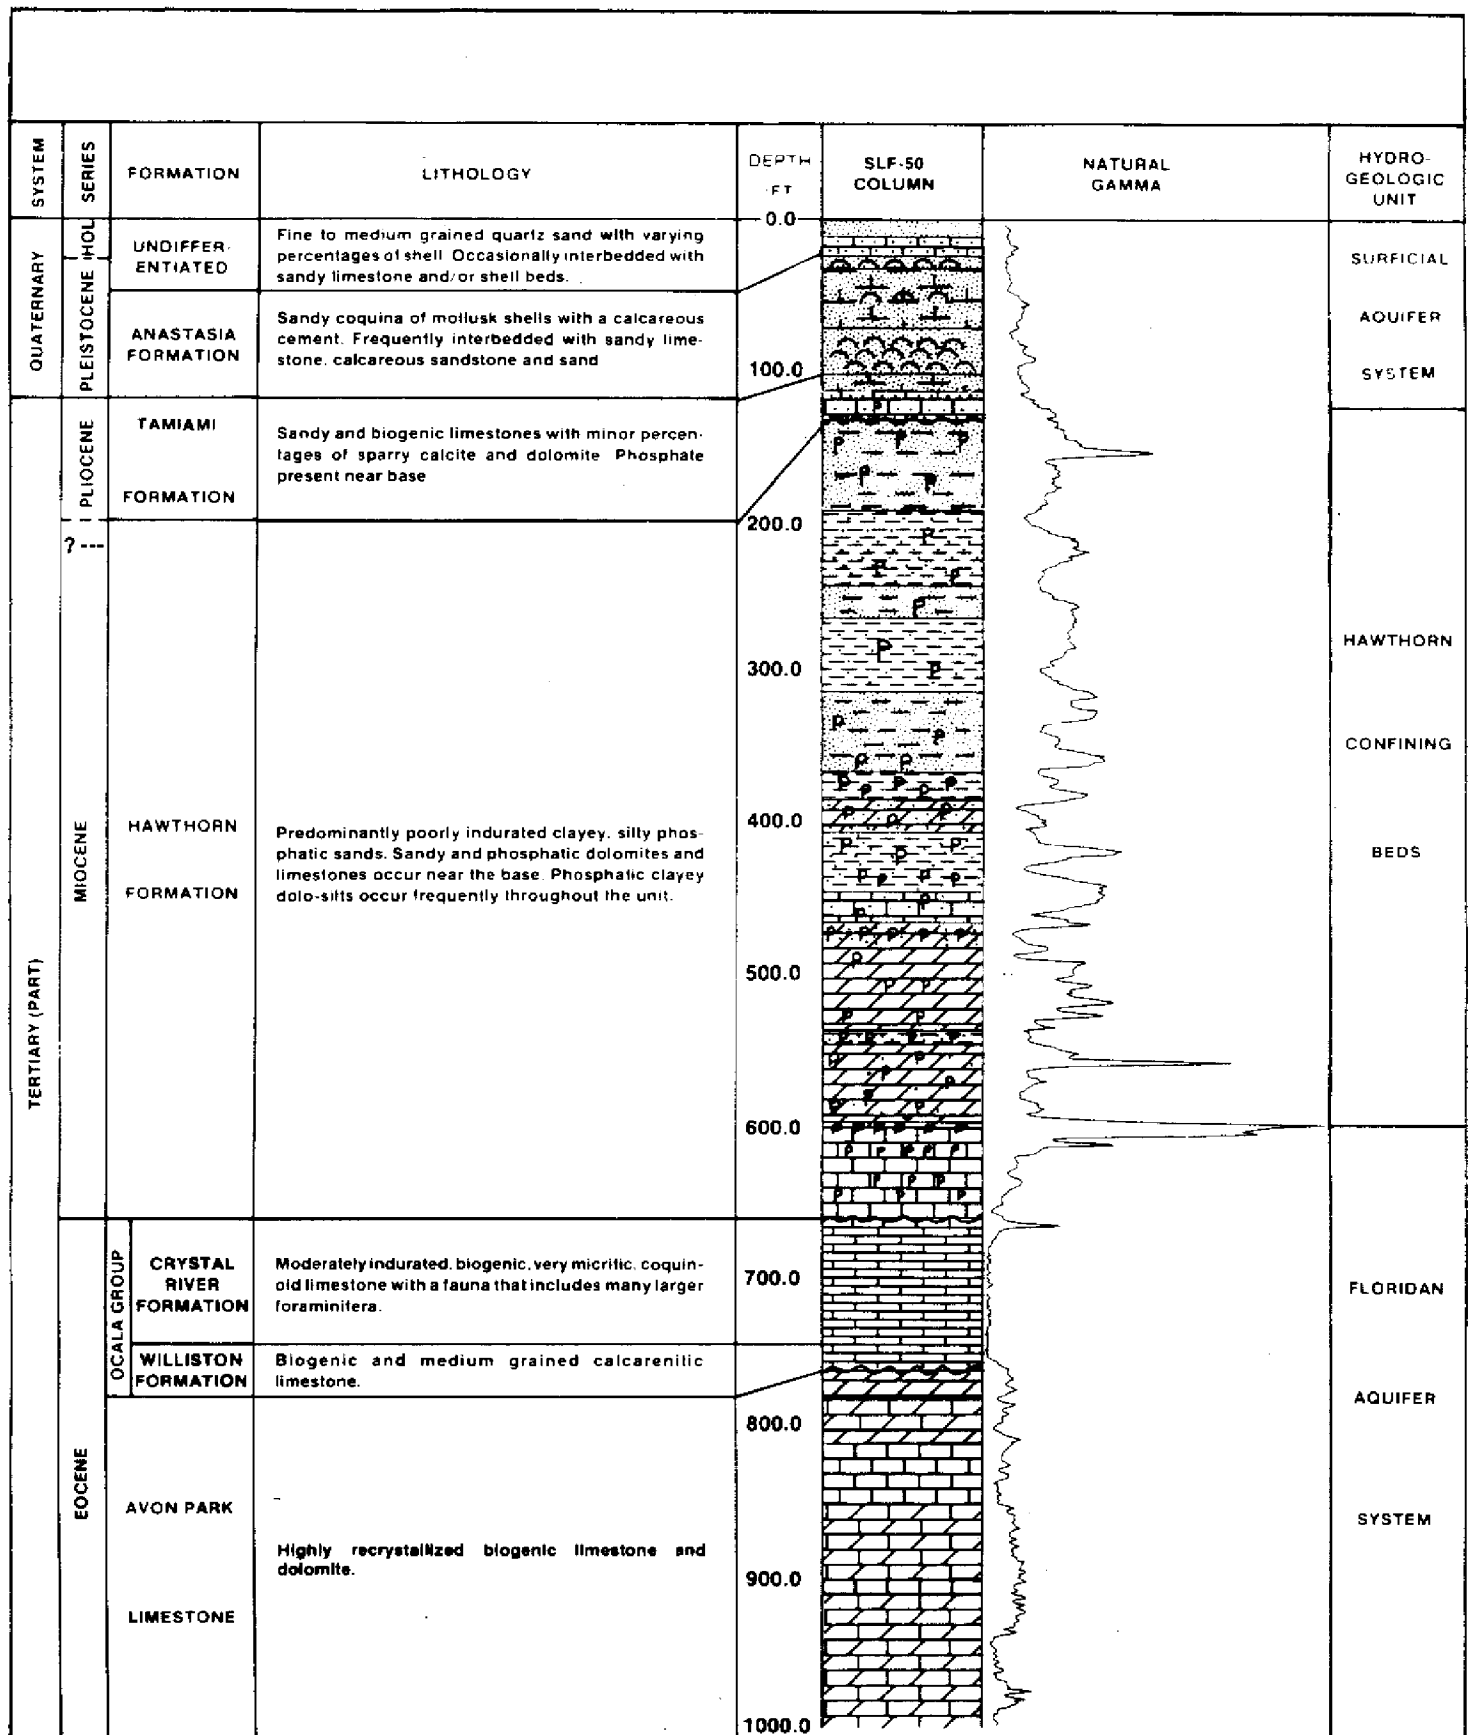 SYSTEM
SERIES
FORMATION
LITHOLOGY
DEPTH
FT
SLF-50
COLUMN
NATURAL
GAMMA
HYDRO-
GEOLOGIC
UNIT
0.0
QUATERNARY
HOL
PLEISTOCENE
UNDIFFER-
ENTIATED
Fine to medium grained quartz sand with varying
percentages of shell. Occasionally interbedded with
sandy limestone and/or shell beds.
ANASTASIA
FORMATION
Sandy coquina of mollusk shells with a calcareous
cement. Frequently interbedded with sandy lime-
stone, calcareous sandstone and sand
100.0
SURFICIAL
AQUIFER
SYSTEM
TERTIARY (PART)
PLIOCENE
TAMIAMI
FORMATION
Sandy and biogenic limestones with minor percen-
tages of sparry calcite and dolomite. Phosphate
present near base
200.0
? ---
MIOCENE
HAWTHORN
FORMATION
Predominantly poorly indurated clayey, silty phos-
phatic sands. Sandy and phosphatic dolomites and
limestones occur near the base. Phosphatic clayey
dolo-silts occur frequently throughout the unit.
300.0
400.0
500.0
600.0
HAWTHORN
CONFINING
BEDS
EOCENE
OCALA GROUP
CRYSTAL
RIVER
FORMATION
Moderately indurated, biogenic, very micritic, coquin-
oid limestone with a fauna that includes many larger
foraminifera.
700.0
WILLISTON
FORMATION
Biogenic and medium grained calcarenitic
limestone.
800.0
AVON PARK
LIMESTONE
Highly recrystallized biogenic limestone and
dolomite.
900.0
1000.0
FLORIDAN
AQUIFER
SYSTEM